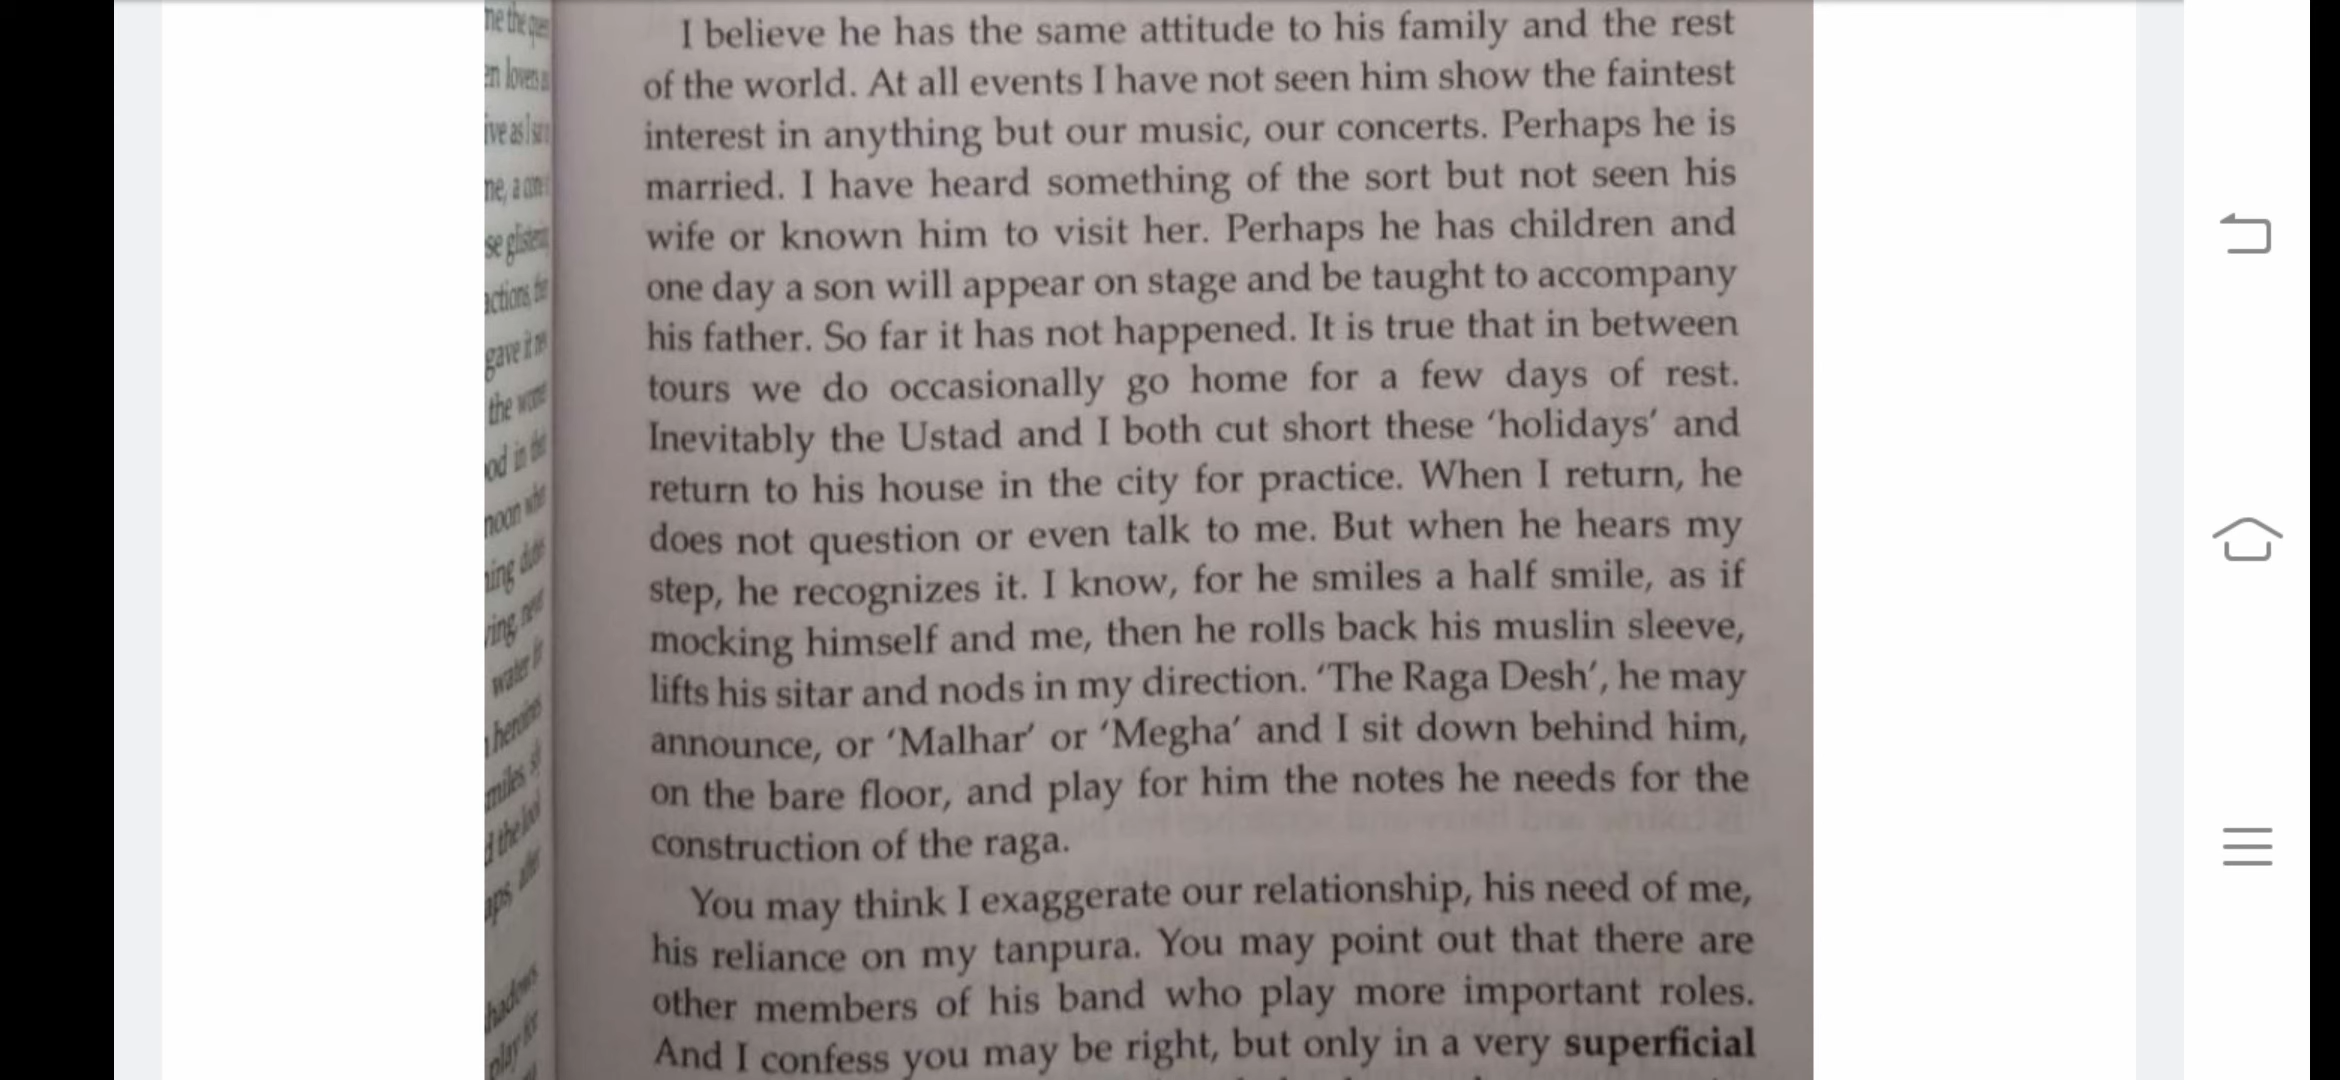 I believe he has the same attitude to his family and the rest
of the world. At all events I have not seen him show the faintest
interest in anything but our music, our concerts. Perhaps he is
married. I have heard something of the sort but not seen his
wife or known him to visit her. Perhaps he has children and
one day a son will appear on stage and be taught to accompany
his father. So far it has not happened. It is true that in between
tours we do occasionally go home for a few days of rest.
Inevitably the Ustad and I both cut short these ‘holidays’ and
return to his house in the city for practice. When I return, he
does not question or even talk to me. But when he hears my
step, he recognizes it. I know, for he smiles a half smile, as if
mocking himself and me, then he rolls back his muslin sleeve,
lifts his sitar and nods in my direction. ‘The Raga Desh’, he may
announce, or ‘Malhar’ or ‘Megha’ and I sit down behind him,
on the bare floor, and play for him the notes he needs for the
construction of the raga.
You may think I exaggerate our relationship, his need of me,
his reliance on my tanpura. You may point out that there are
other members of his band who play more important roles.
And I confess you may be right, but only in a very superficial